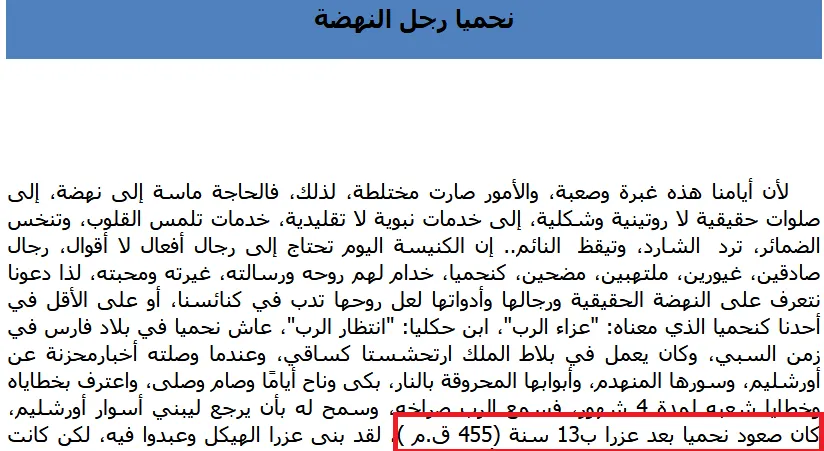 نحميا رجل النهضة
لأن أيامنا هذه غبرة وصعبة، والأمور صارت مختلطة، لذلك، فالحاجة ماسة إلى نهضة، إلى
صلوات حقيقية لا روتينية وشكلية، إلى خدمات نبوية لا تقليدية، خدمات تلمس القلوب، وتنخس
الضمائر، ترد الشارد، وتيقظ النائم.. إن الكنيسة اليوم تحتاج إلى رجال أفعال لا أقوال، رجال
صادقين، غيورين، ملتهبين، مضحين، كنحميا، خدام لهم روحه ورسالته، غيرته ومحبته، لذا دعونا
نتعرف على النهضة الحقيقية ورجالها وأدواتها لعل روحها تدب في كنائسنا، أو على الأقل في
أحدنا كنحميا الذي معناه: "عزاء الرب"، ابن حكليا: "انتظار الرب"، عاش نحميا في بلاد فارس في
زمن السبي، وكان يعمل في بلاط الملك ارتحشستا كساقي، وعندما وصلته أخبارمحزنة عن
أورشليم، وسورها المنهدم، وأبوابها المحروقة بالنار، بكى وناح أيامًا وصام وصلى، واعترف بخطاياه
وخطايا شعبه لمدة 4 شهور، فسمع الرب صراخه، وسمح له بأن يرجع ليبني أسوار أورشليم،
كان صعود نحميا بعد عزرا ب13 سنة (455 ق.م )، لقد بنى عزرا الهيكل وعبدوا فيه، لكن كانت